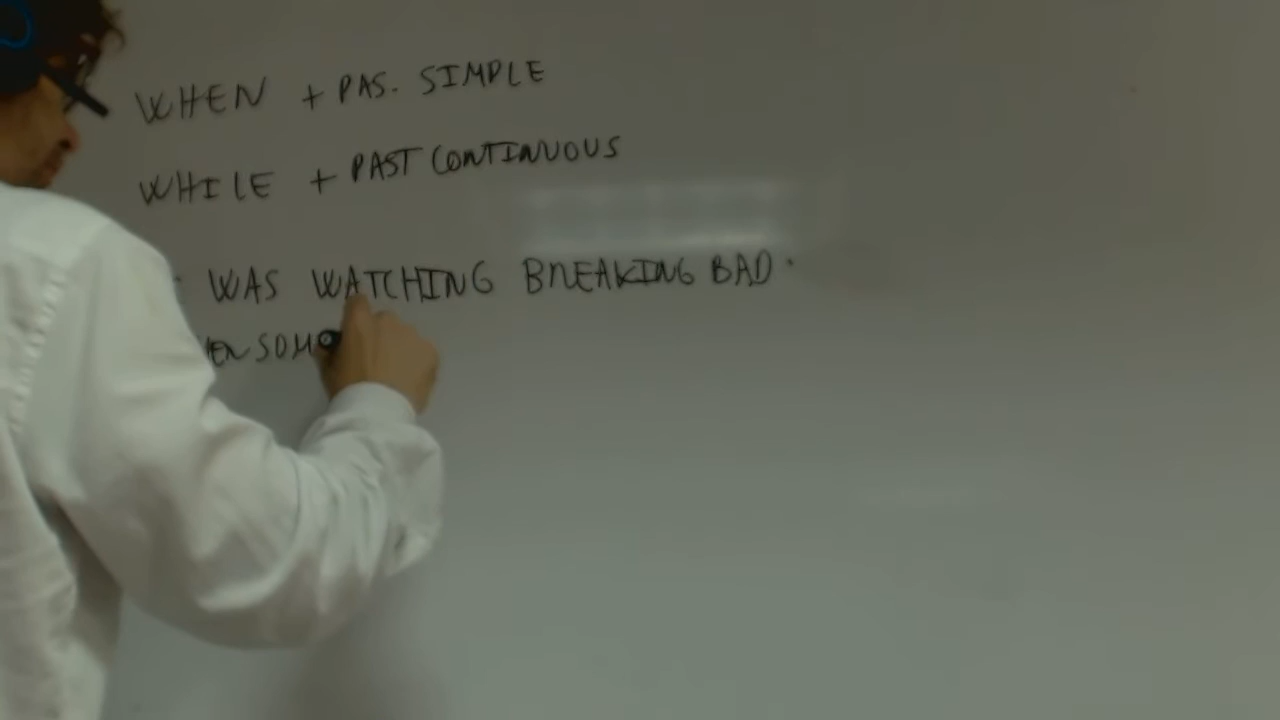 WHEN + PAS. SIMPLE
WHILE + PAST CONTINUOUS
WAS WATCHING BREAKING BAD.